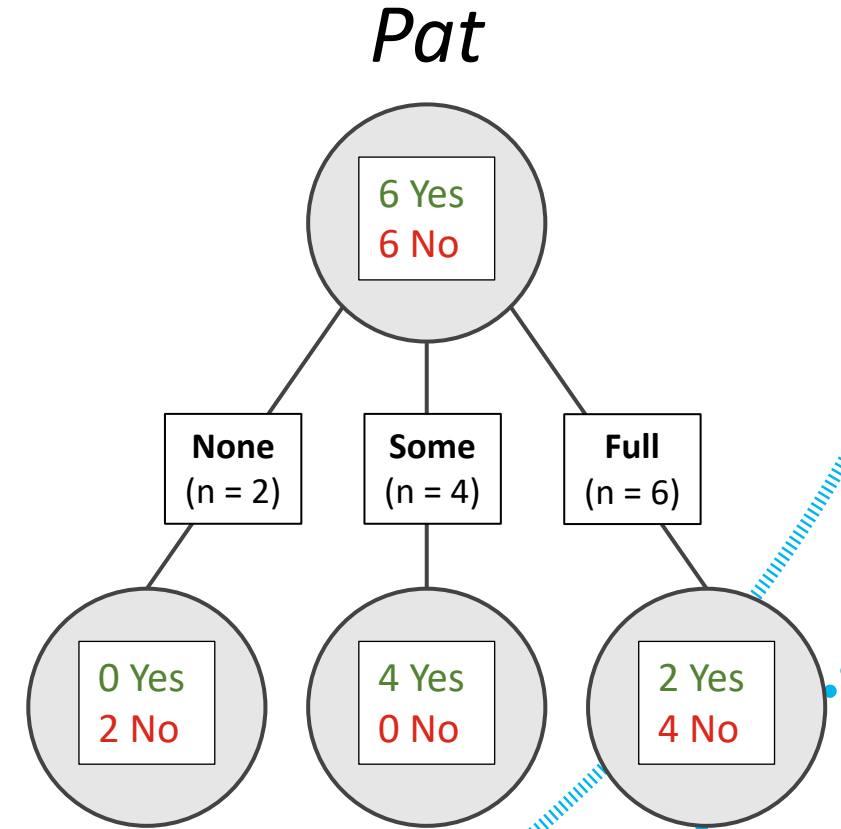 Pat
6 Yes
6 No
None
(n = 2)
Some
(n = 4)
Full
(n = 6)
0 Yes
2 No
4 Yes
0 No
2 Yes
4 No